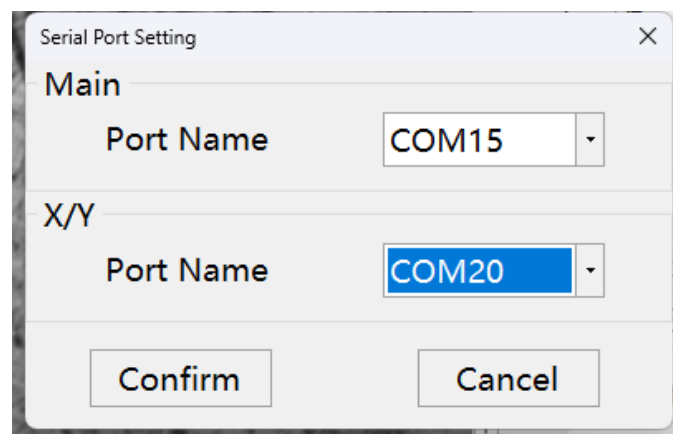 Serial Port Setting
Main
Port Name COM15
X/Y
Port Name COM20
Confirm Cancel